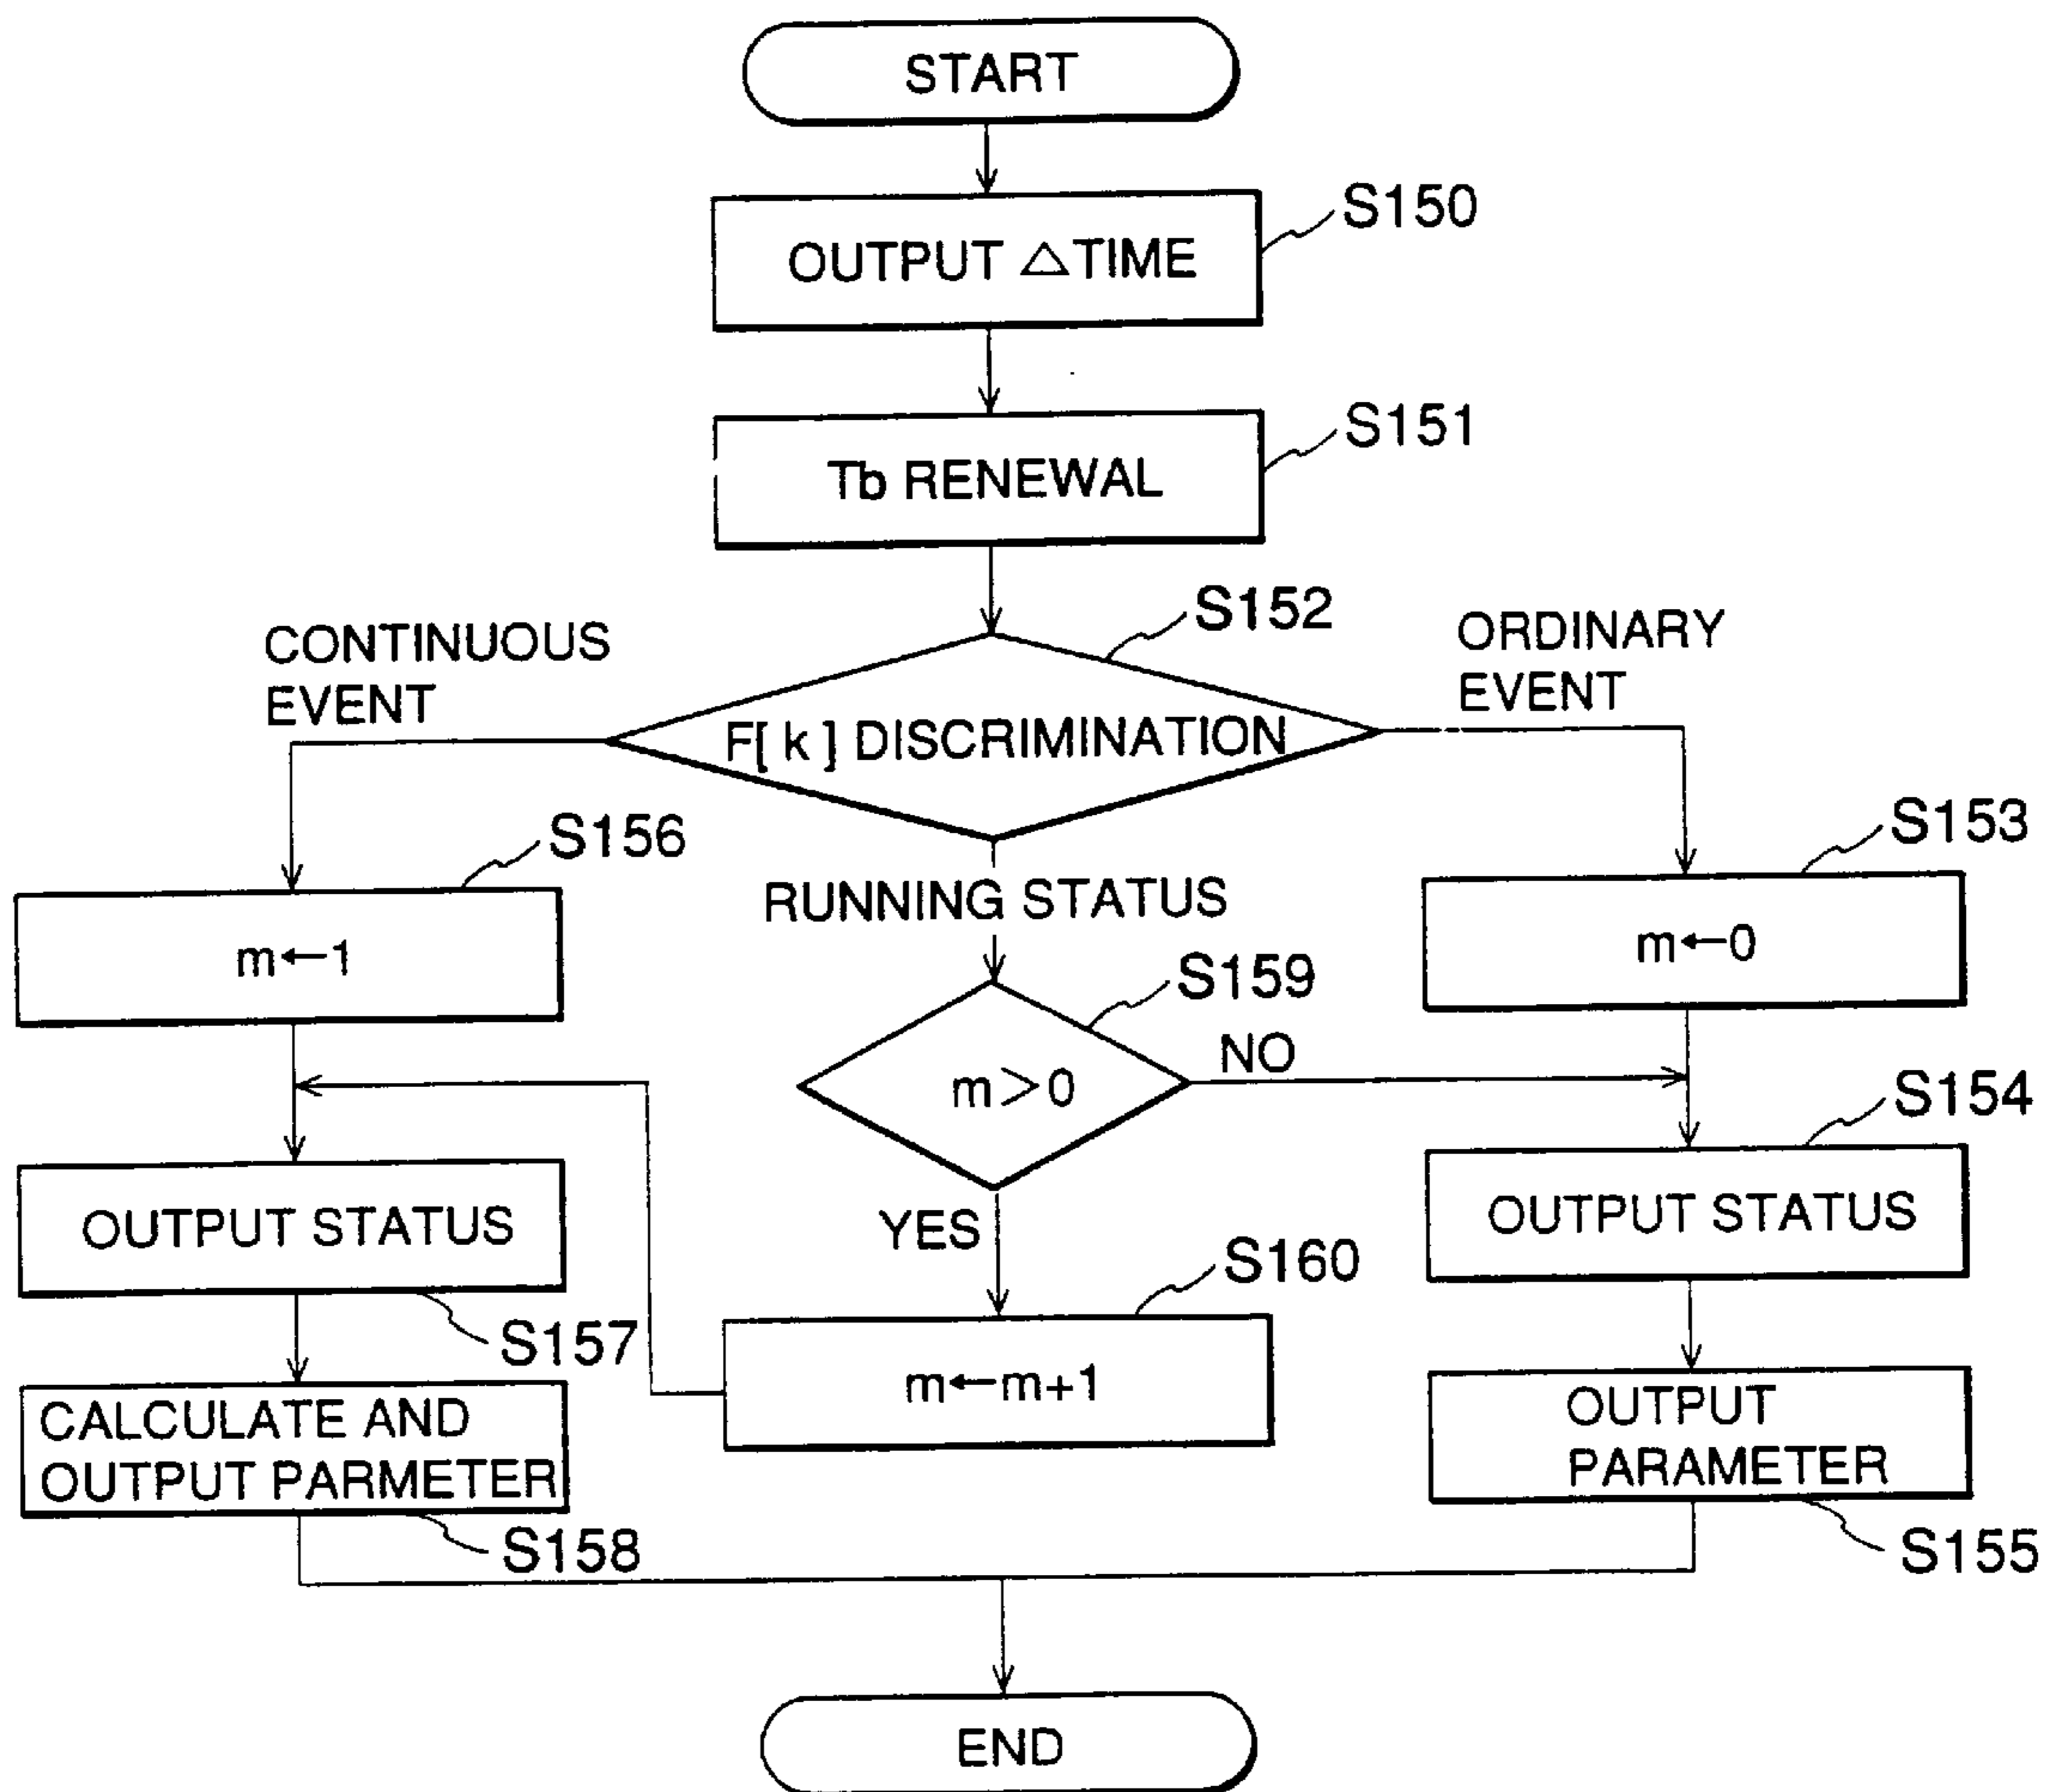 START
S150
OUTPUT △TIME
S151
Tb RENEWAL
S152
CONTINUOUS
EVENT
ORDINARY
EVENT
F[k] DISCRIMINATION
S156
S153
RUNNING STATUS
m←1
m←0
S159
NO
m>0
S154
OUTPUT STATUS
OUTPUT STATUS
YES
S160
S157
m←m+1
CALCULATE AND
OUTPUT PARMETER
OUTPUT
PARAMETER
S158
S155
END